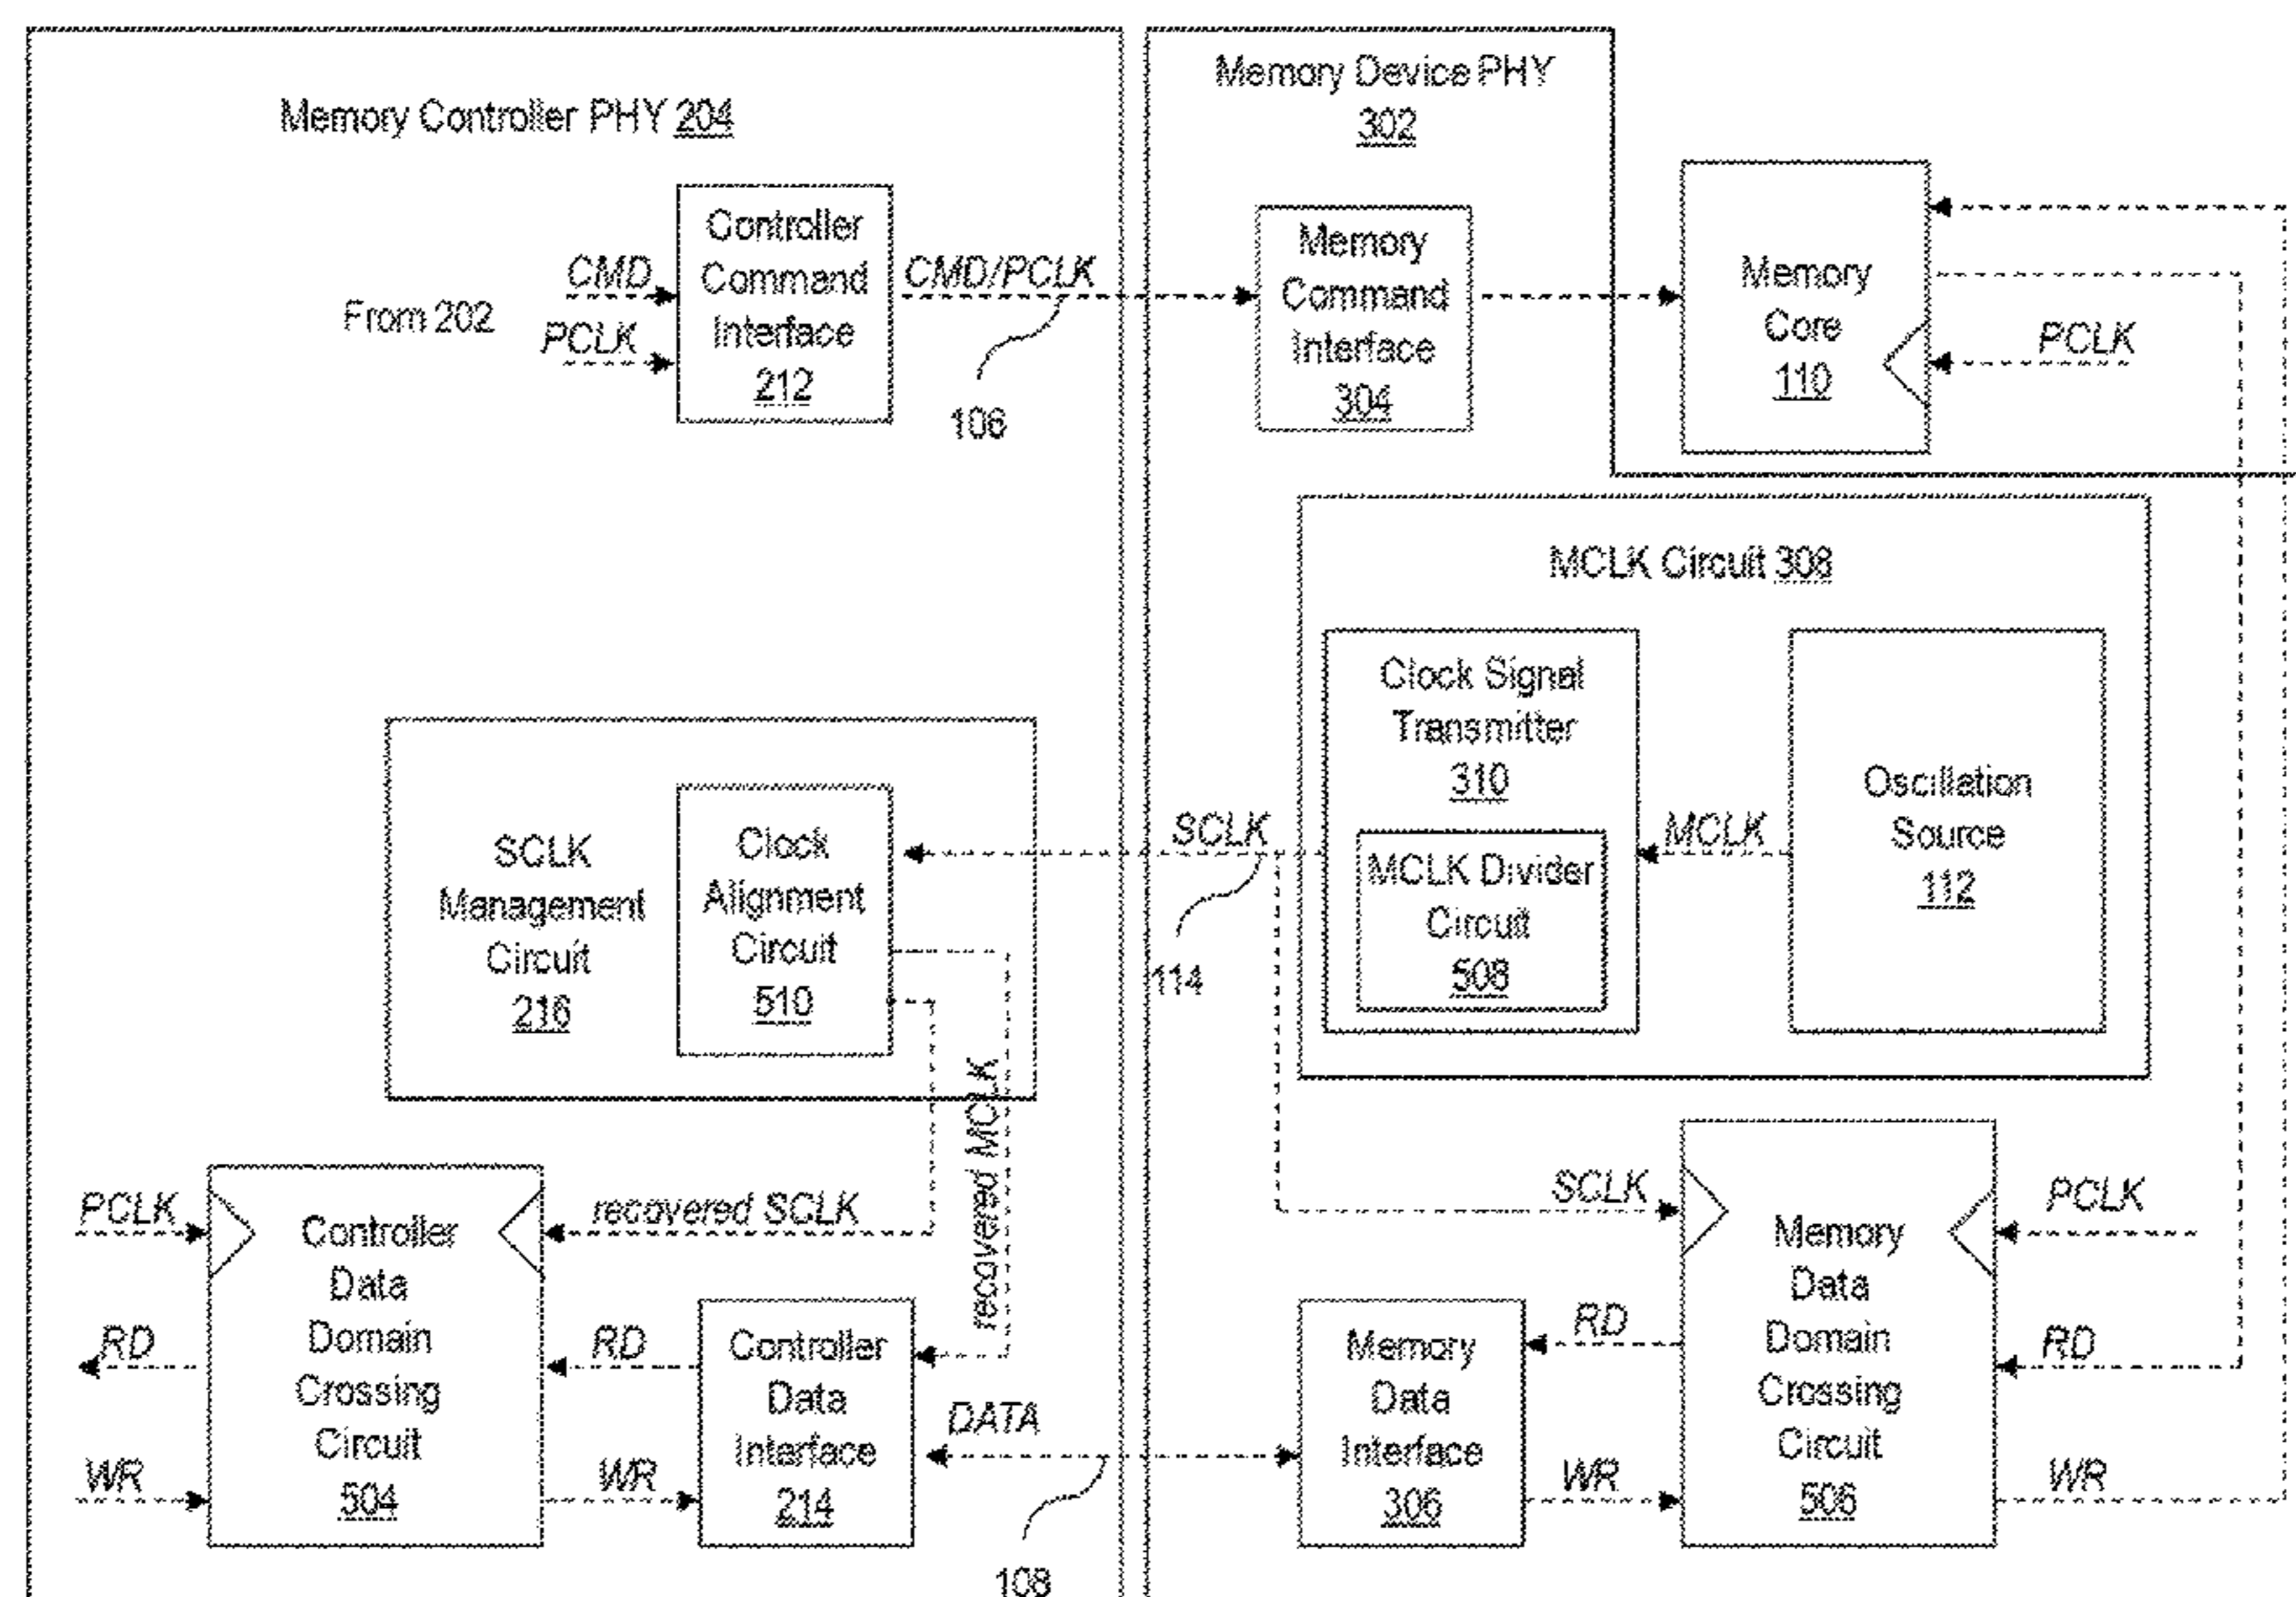 Memory Controller PHY 204
Memory Device PHY
302
From 202
CMD
PCLK
Controller
Command
Interface
212
CMD/PCLK
106
Memory
Command
Interface
304
Memory
Core
110
PCLK
MCLK Circuit 308
Clock Signal
Transmitter
310
MCLK Divider
Circuit
508
MCLK
Oscillation
Source
112
SCLK
Management
Circuit
216
Clock
Alignment
Circuit
510
SCLK
114
recovered MCLK
PCLK
RD
WR
Controller
Data
Domain
Crossing
Circuit
504
recovered SCLK
RD
WR
Controller
Data
Interface
214
DATA
108
Memory
Data
Interface
306
SCLK
RD
WR
Memory
Data
Domain
Crossing
Circuit
506
PCLK
RD
WR